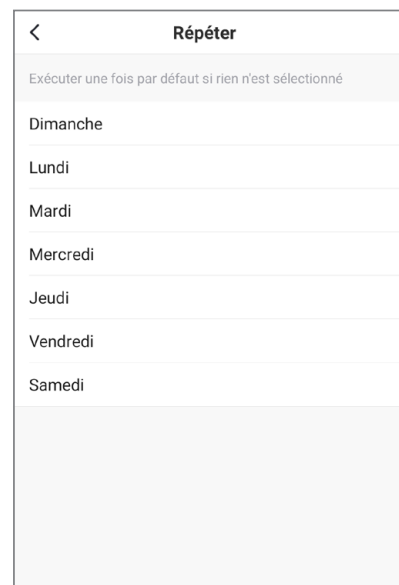 Répéter
Exécuter une fois par défaut si rien n'est sélectionné
Dimanche
Lundi
Mardi
Mercredi
Jeudi
Vendredi
Samedi